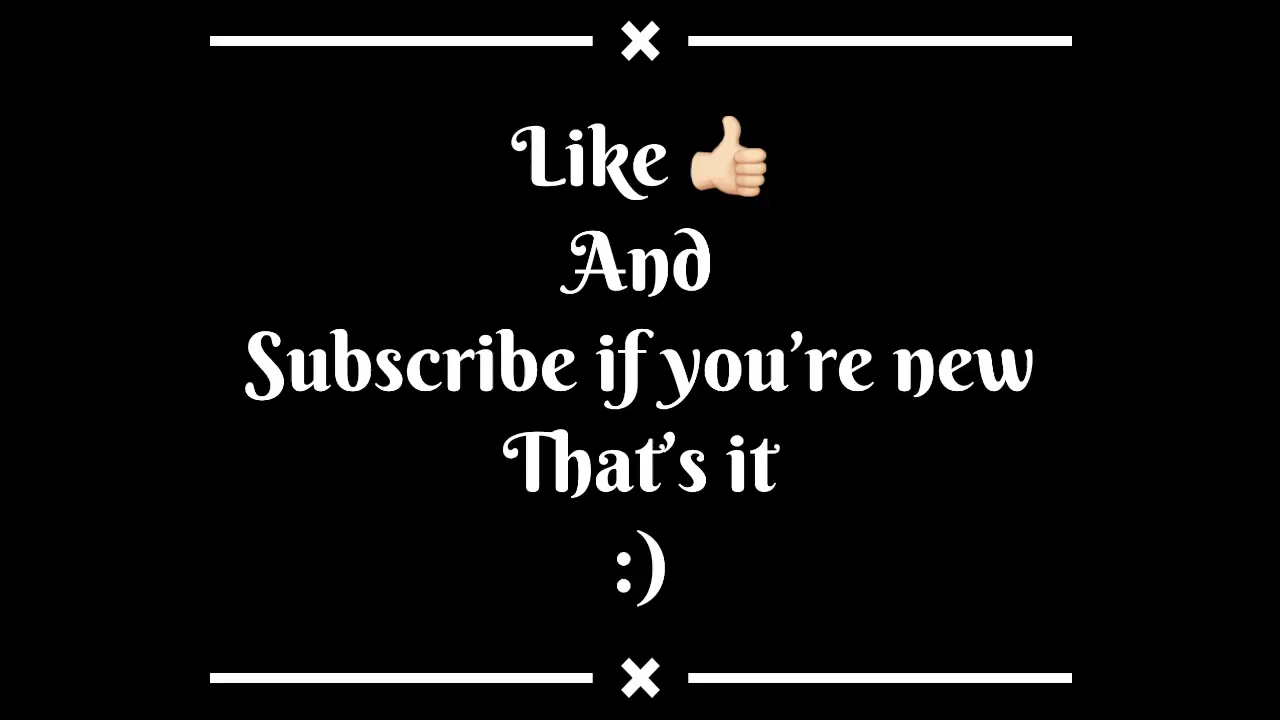 Like 👍🏻
And
Subscribe if you’re new
That’s it
:)